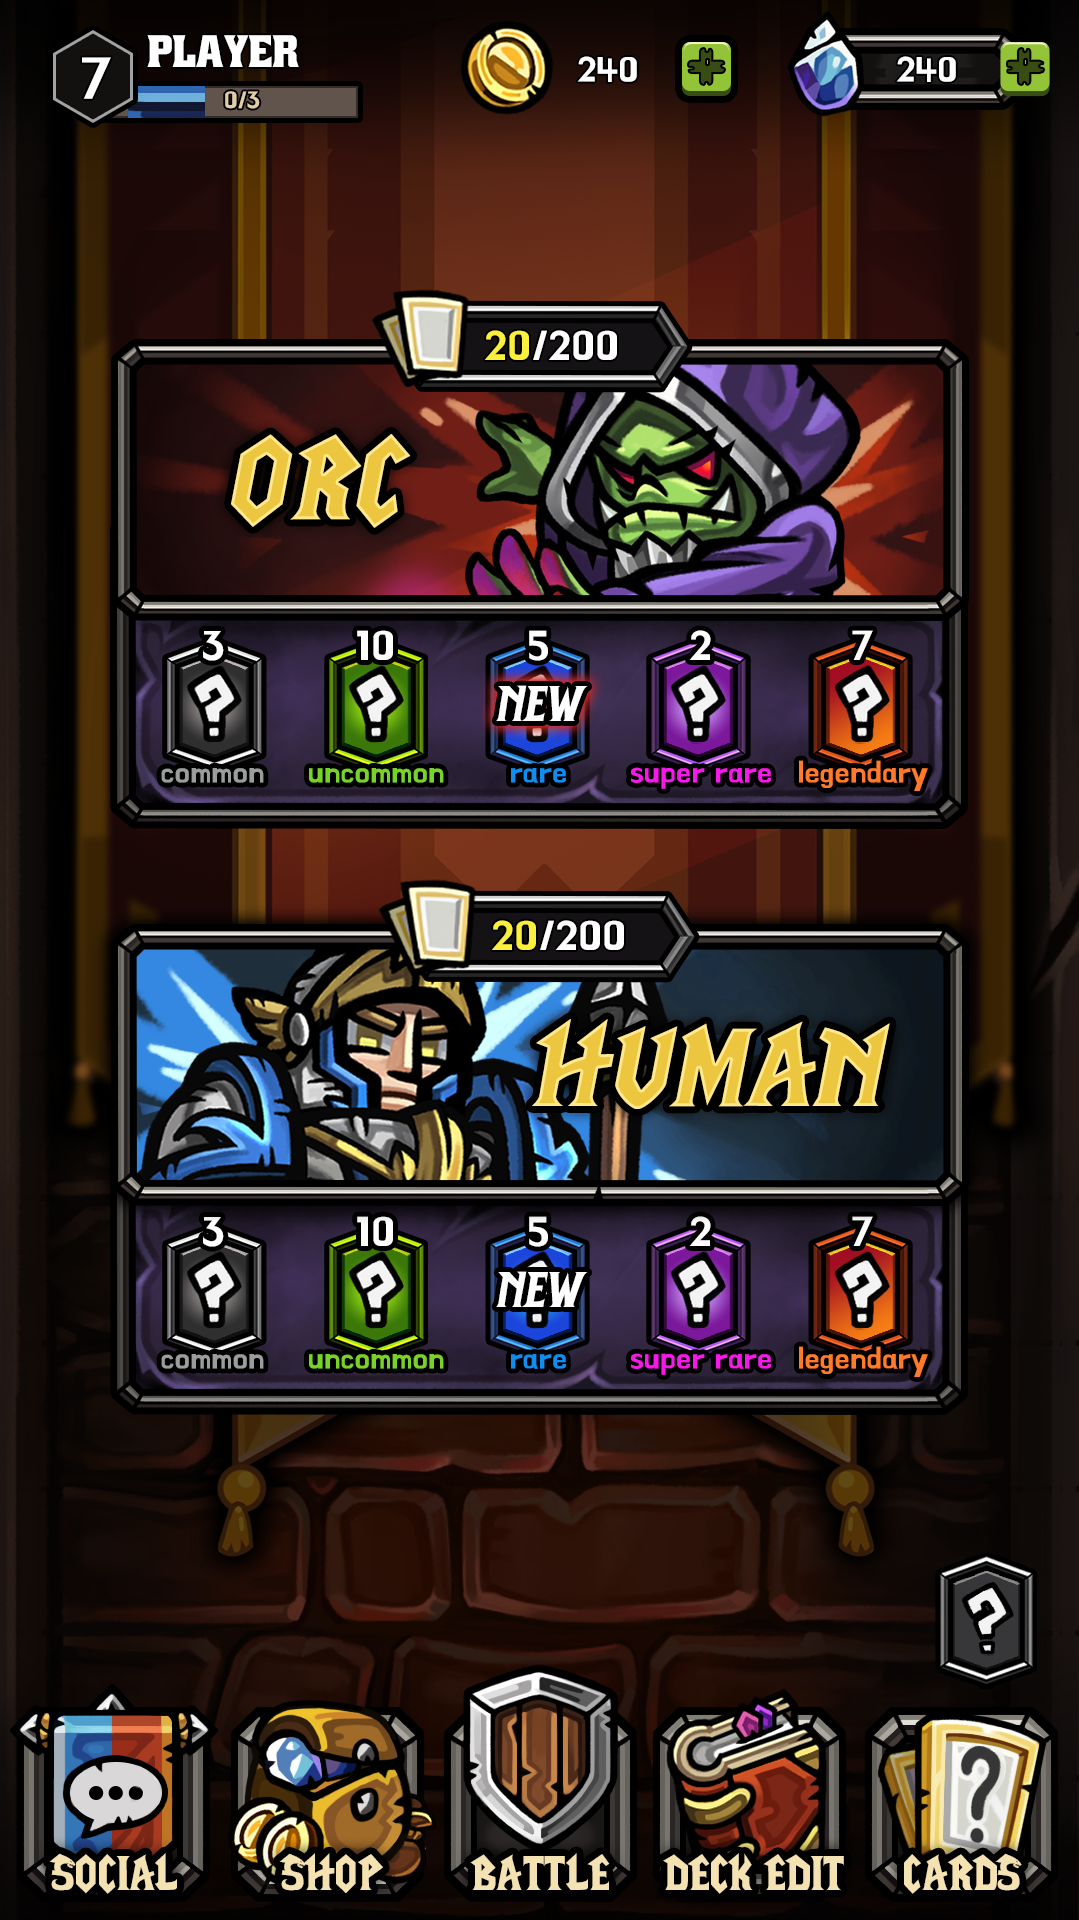 7 PLAYER
0/3
240
240
20/200
ORC
3 10 5 2 7
? ? NEW ? ?
common uncommon rare super rare legendary
20/200
HUMAN
3 10 5 2 7
? ? NEW ? ?
common uncommon rare super rare legendary
?
?
SOCIAL SHOP BATTLE DECK EDIT CARDS